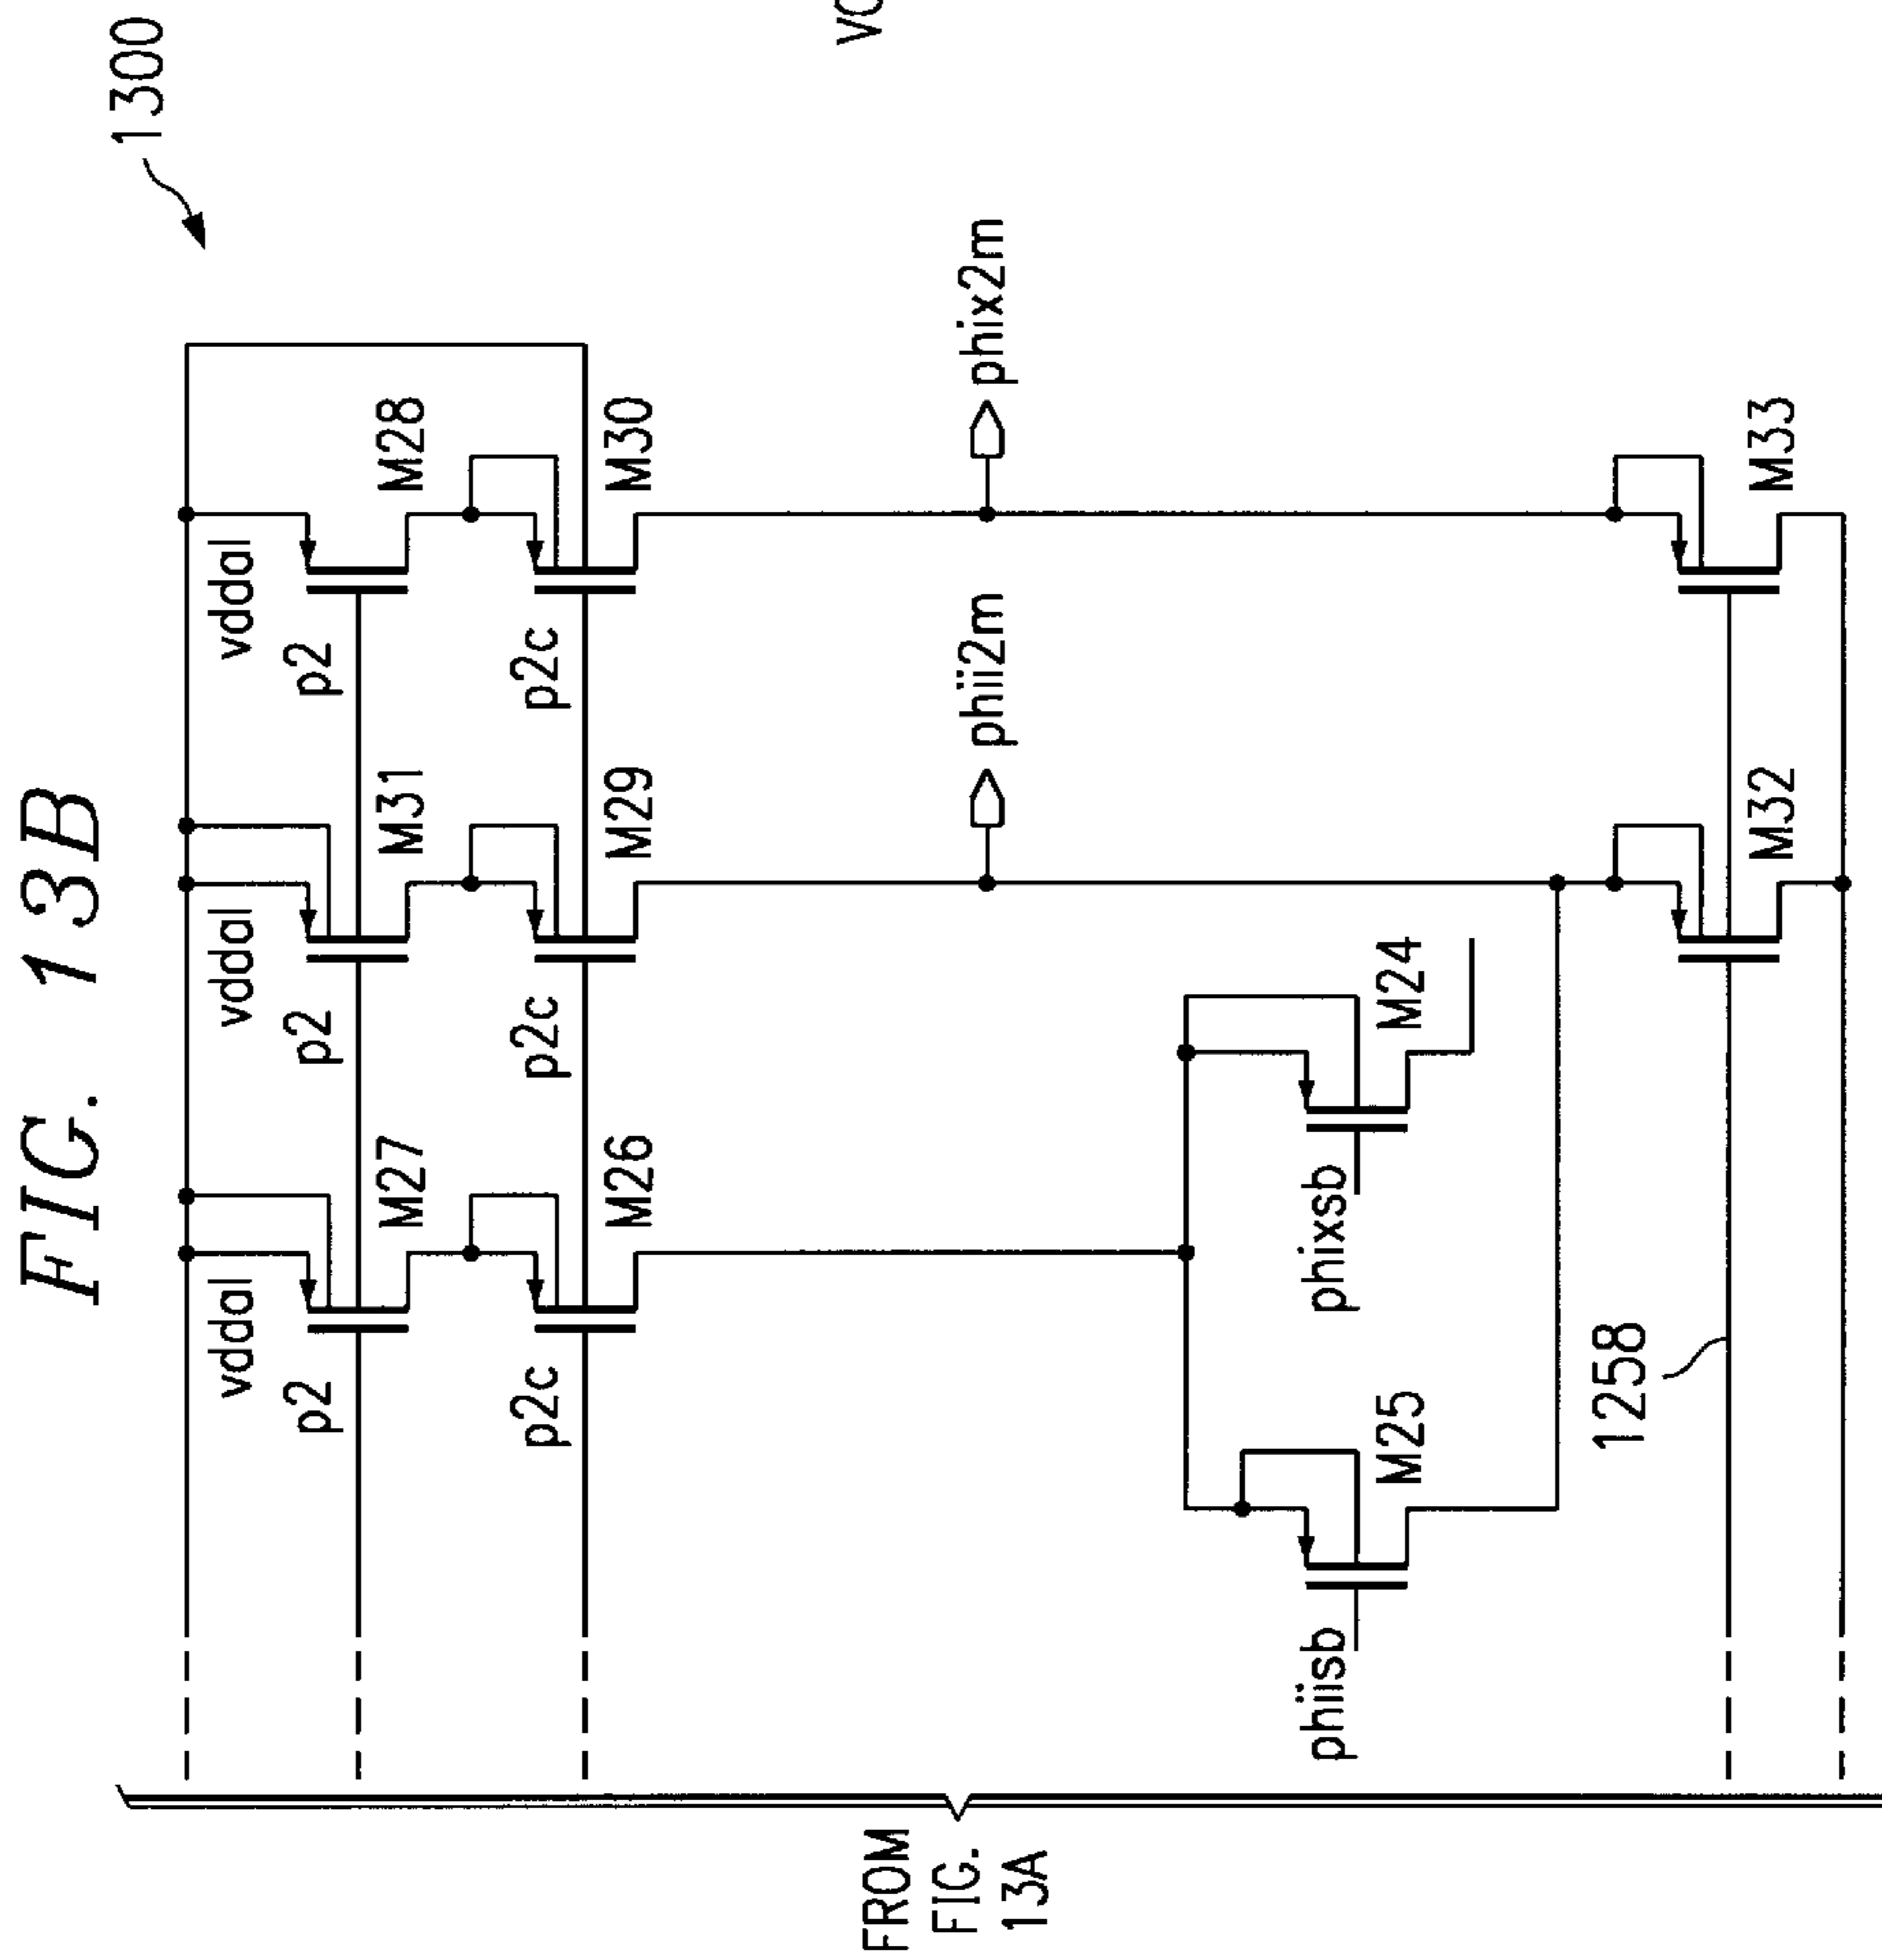 FIG. 13B
1300
vddal
vddal
vddal
p2
p2
p2
M27
M31
M28
p2c
p2c
p2c
M26
M29
M30
VC
phii2m
phix2m
FROM
FIG.
13A
phiisb
phixsb
M25
M24
1258
M32
M33